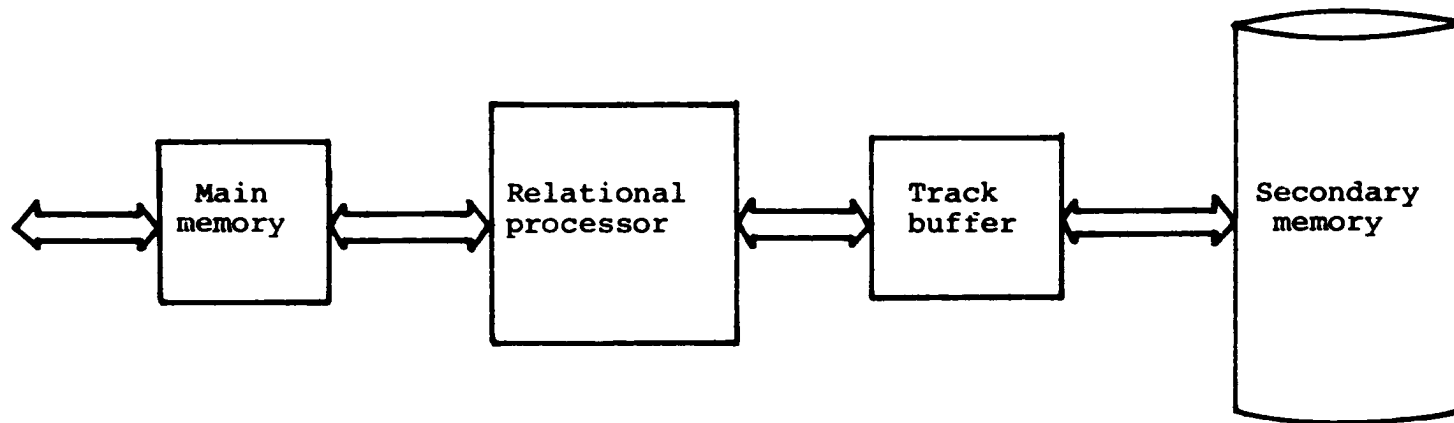 Main
memory
Relational
processor
Track
buffer
Secondary
memory